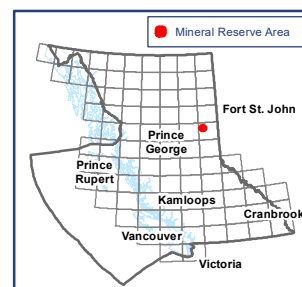 Mineral Reserve Area
Fort St. John
Prince
George
Prince
Rupert
Kamloops
Cranbrook
Vancouver
Victoria